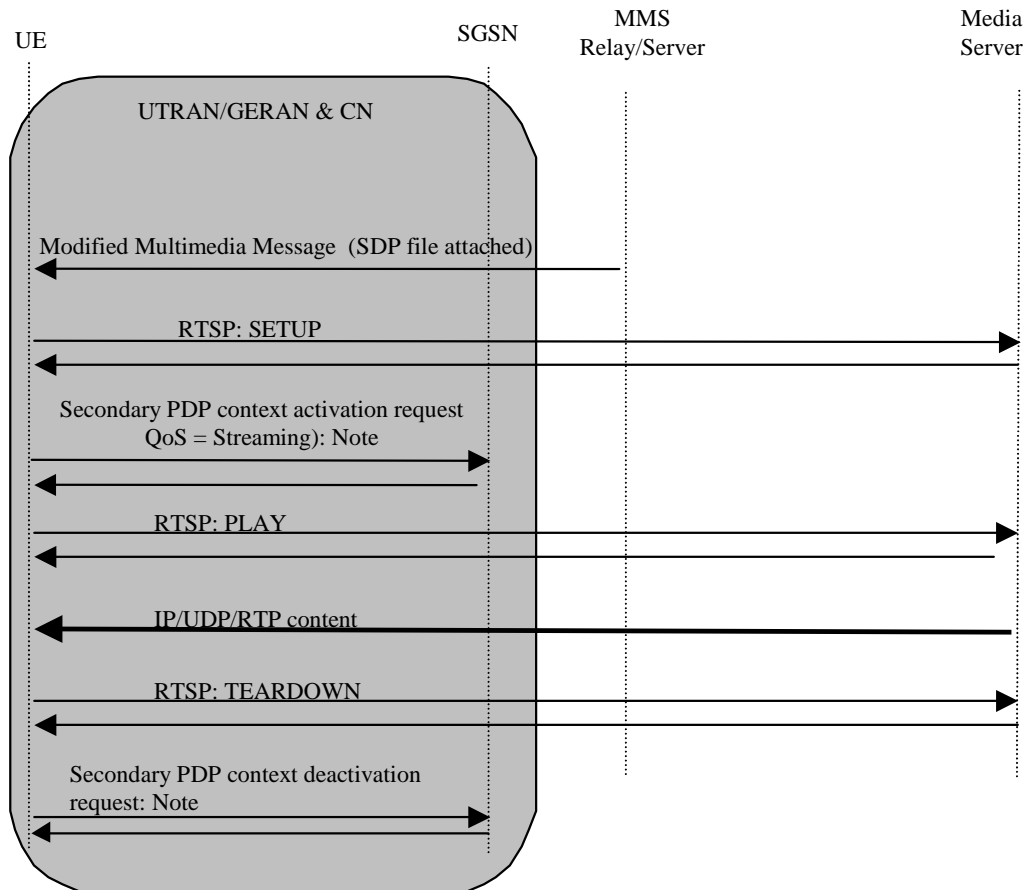 UE
SGSN
MMS
Relay/Server
Media
Server
UTRAN/GERAN & CN
Modified Multimedia Message  (SDP file attached)
RTSP: SETUP
Secondary PDP context activation request
QoS = Streaming): Note
RTSP: PLAY
IP/UDP/RTP content
RTSP: TEARDOWN
Secondary PDP context deactivation
request: Note